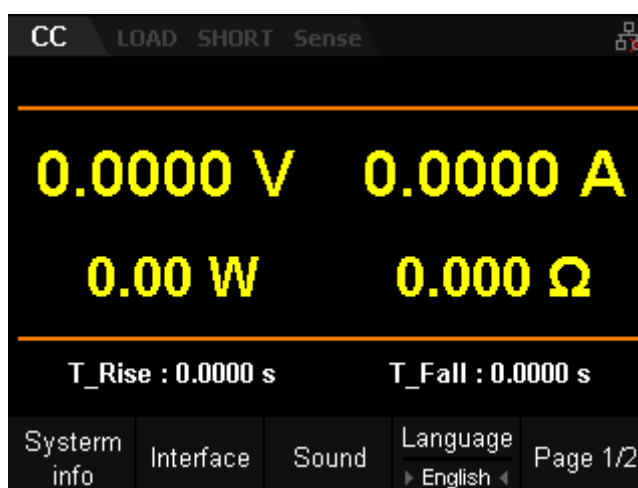 CC LOAD SHORT Sense
0.0000 V 0.0000 A
0.00 W 0.000 Ω
T_Rise : 0.0000 s T_Fall : 0.0000 s
Systerm info Interface Sound Language Page 1/2
English